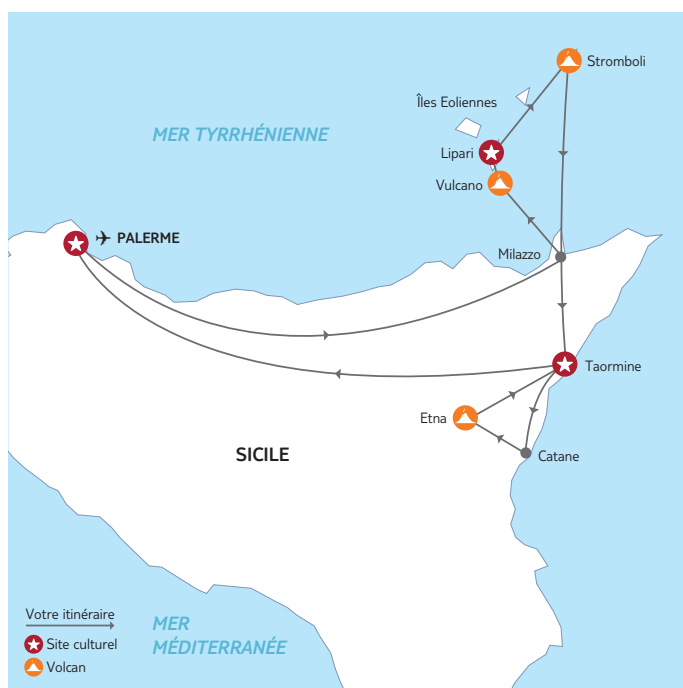 Stromboli
Îles Eoliennes
MER TYRRHÉNIENNE
Lipari
Vulcano
PALERME
Milazzo
Taormine
Etna
SICILE
Catane
Votre itinéraire
Site culturel
Volcan
MER
MÉDITERRANÉE